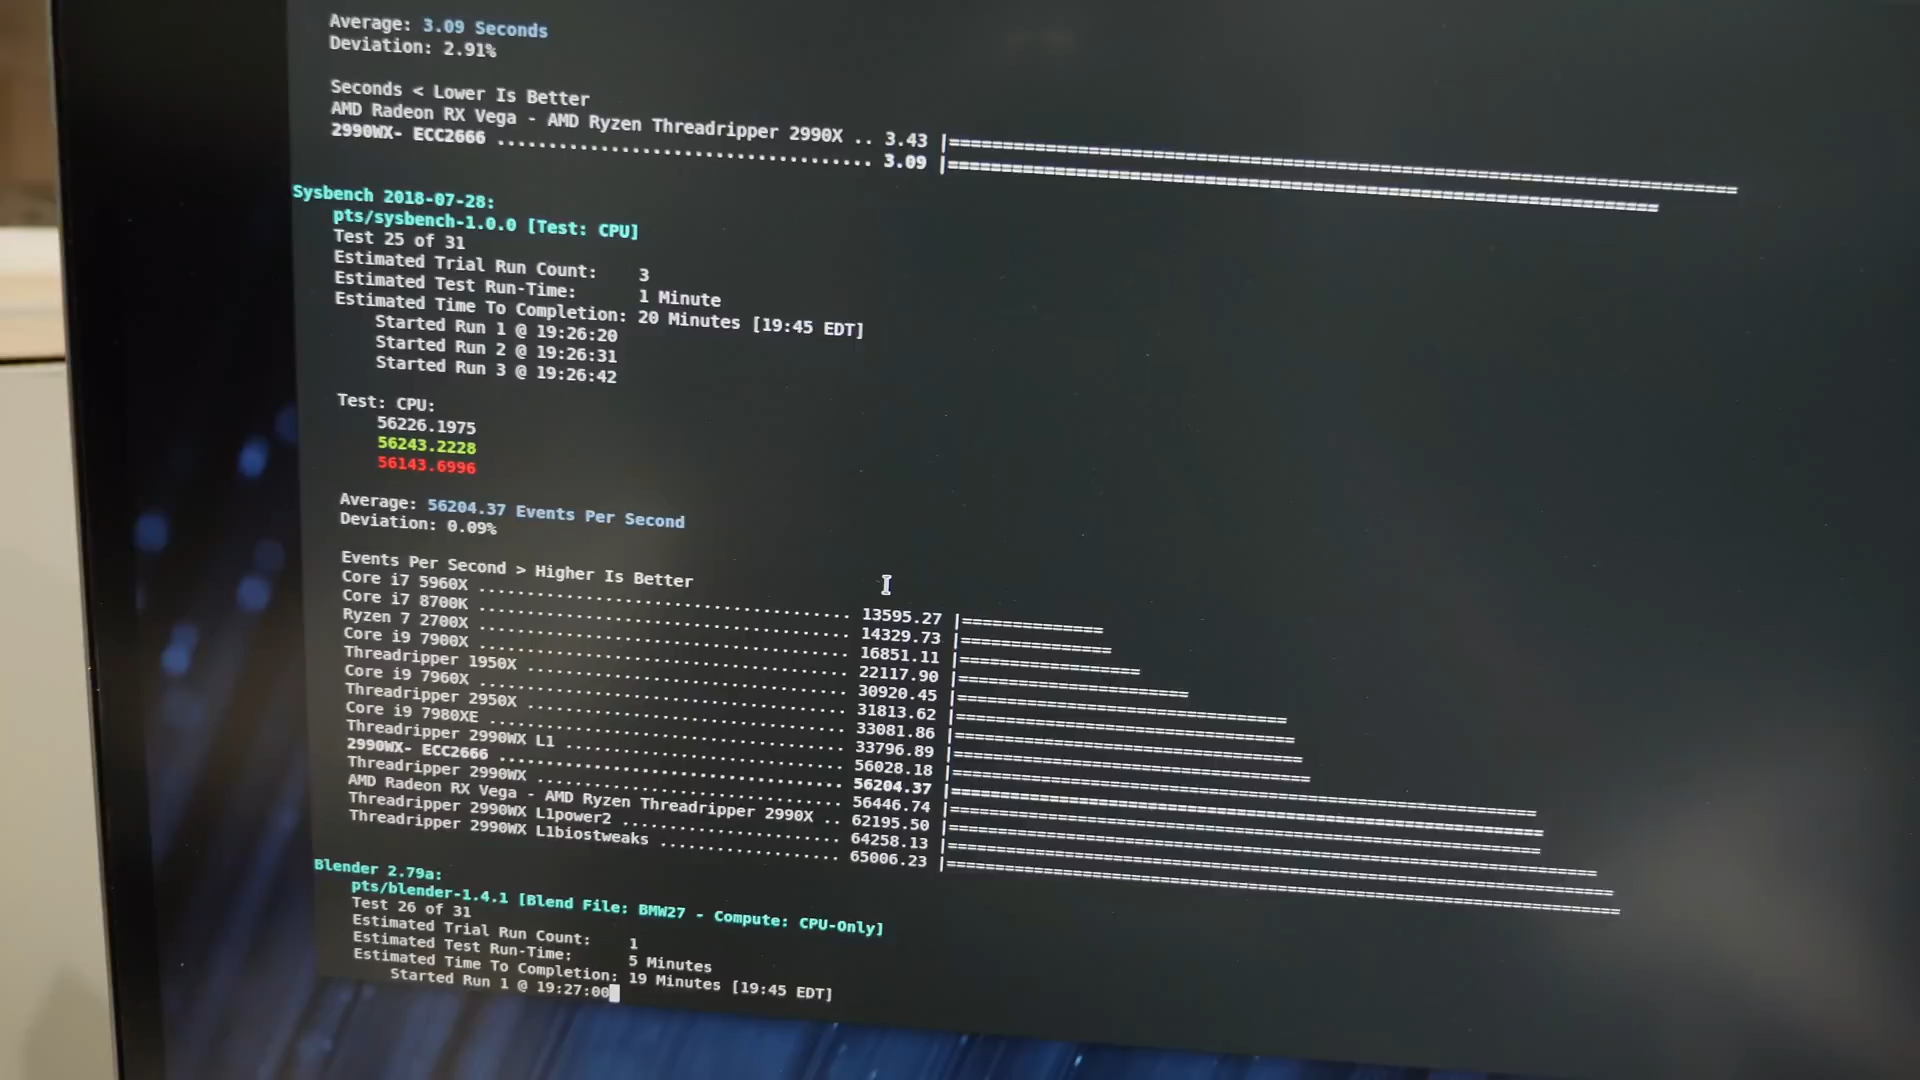 Average: 3.09 Seconds
Deviation: 2.91%
Seconds < Lower Is Better
AMD Radeon RX Vega - AMD Ryzen Threadripper 2990X .. 3.43 |==============================================================================
2990WX- ECC2666 .................................... 3.09 |======================================================================
Sysbench 2018-07-28:
pts/sysbench-1.0.0 [Test: CPU]
Test 25 of 31
Estimated Trial Run Count: 3
Estimated Test Run-Time: 1 Minute
Estimated Time To Completion: 20 Minutes [19:45 EDT]
Started Run 1 @ 19:26:20
Started Run 2 @ 19:26:31
Started Run 3 @ 19:26:42
Test: CPU:
56226.1975
56243.2228
56143.6996
Average: 56204.37 Events Per Second
Deviation: 0.09%
Events Per Second > Higher Is Better
Core i7 5960X ...................................... 13595.27 |==============
Core i7 8700K ...................................... 14329.73 |===============
Ryzen 7 2700X ...................................... 16851.11 |==================
Core i9 7900X ...................................... 22117.90 |=======================
Threadripper 1950X ................................. 30920.45 |=================================
Core i9 7960X ...................................... 31813.62 |==================================
Threadripper 2950X ................................. 33081.86 |===================================
Core i9 7980XE ..................................... 33796.89 |====================================
Threadripper 2990WX L1 ............................. 56028.18 |===========================================================
2990WX- ECC2666 .................................... 56204.37 |============================================================
Threadripper 2990WX ................................ 56446.74 |============================================================
AMD Radeon RX Vega - AMD Ryzen Threadripper 2990X .. 62195.50 |==================================================================
Threadripper 2990WX L1power2 ....................... 64258.13 |====================================================================
Threadripper 2990WX L1biostweaks ................... 65006.23 |=====================================================================
Blender 2.79a:
pts/blender-1.4.1 [Blend File: BMW27 - Compute: CPU-Only]
Test 26 of 31
Estimated Trial Run Count: 1
Estimated Test Run-Time: 5 Minutes
Estimated Time To Completion: 19 Minutes [19:45 EDT]
Started Run 1 @ 19:27:00